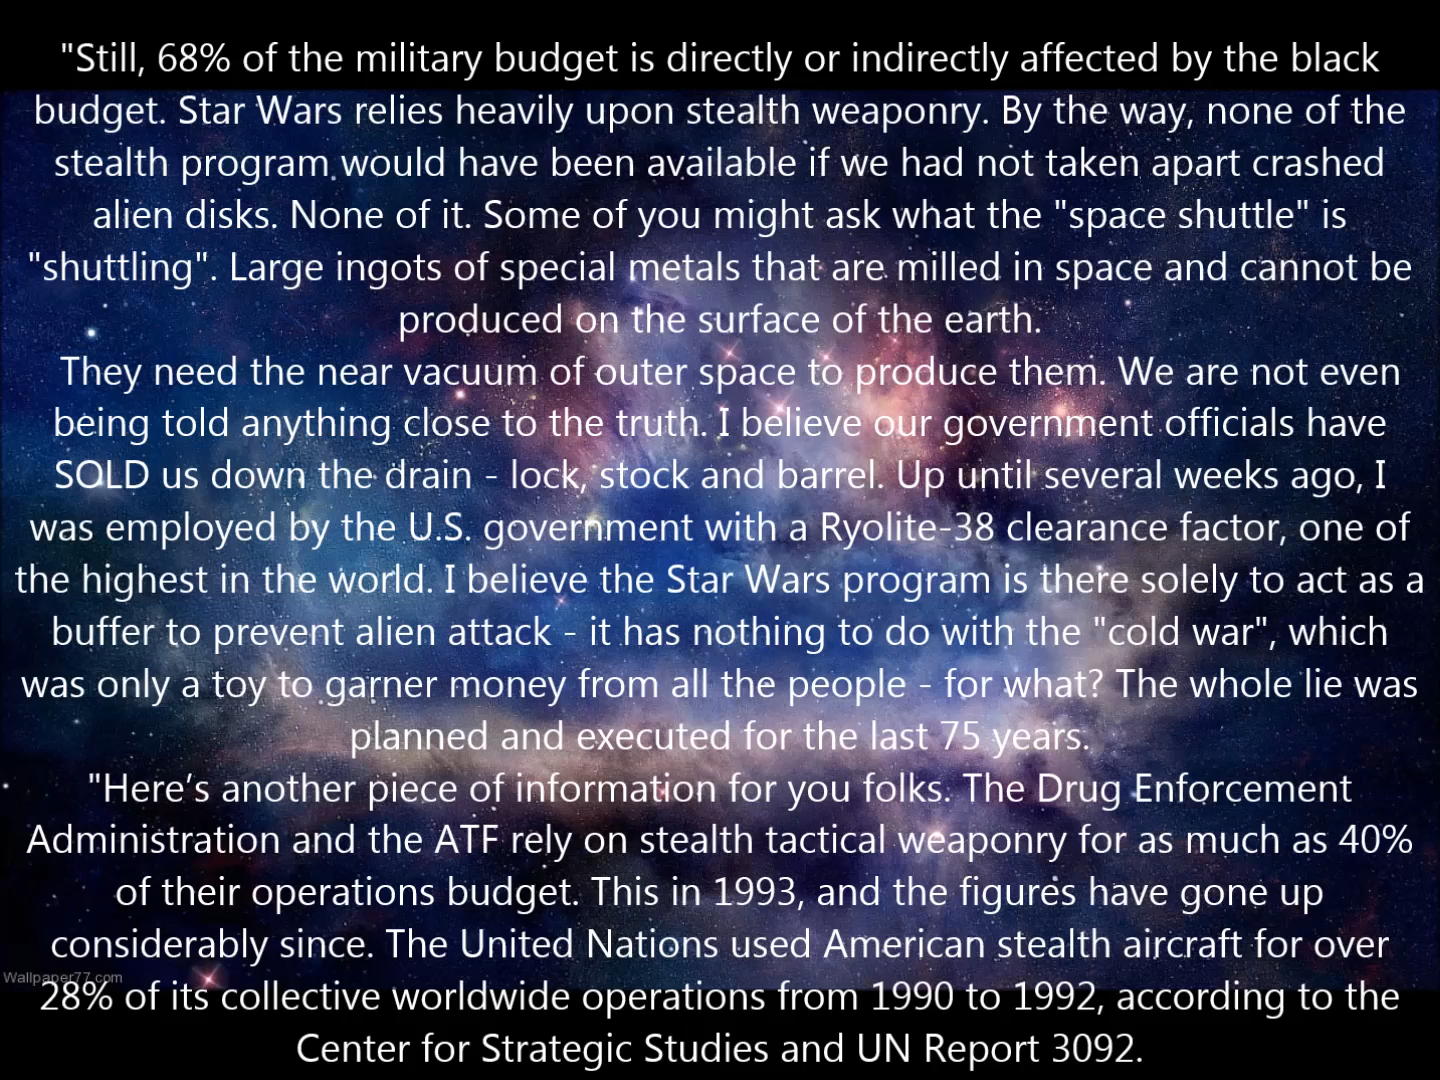 "Still, 68% of the military budget is directly or indirectly affected by the black
budget. Star Wars relies heavily upon stealth weaponry. By the way, none of the
stealth program would have been available if we had not taken apart crashed
alien disks. None of it. Some of you might ask what the "space shuttle" is
"shuttling". Large ingots of special metals that are milled in space and cannot be
produced on the surface of the earth.
They need the near vacuum of outer space to produce them. We are not even
being told anything close to the truth. I believe our government officials have
SOLD us down the drain - lock, stock and barrel. Up until several weeks ago, I
was employed by the U.S. government with a Ryolite-38 clearance factor, one of
the highest in the world. I believe the Star Wars program is there solely to act as a
buffer to prevent alien attack - it has nothing to do with the "cold war", which
was only a toy to garner money from all the people - for what? The whole lie was
planned and executed for the last 75 years.
"Here’s another piece of information for you folks. The Drug Enforcement
Administration and the ATF rely on stealth tactical weaponry for as much as 40%
of their operations budget. This in 1993, and the figures have gone up
considerably since. The United Nations used American stealth aircraft for over
Wallpaper77.com
28% of its collective worldwide operations from 1990 to 1992, according to the
Center for Strategic Studies and UN Report 3092.